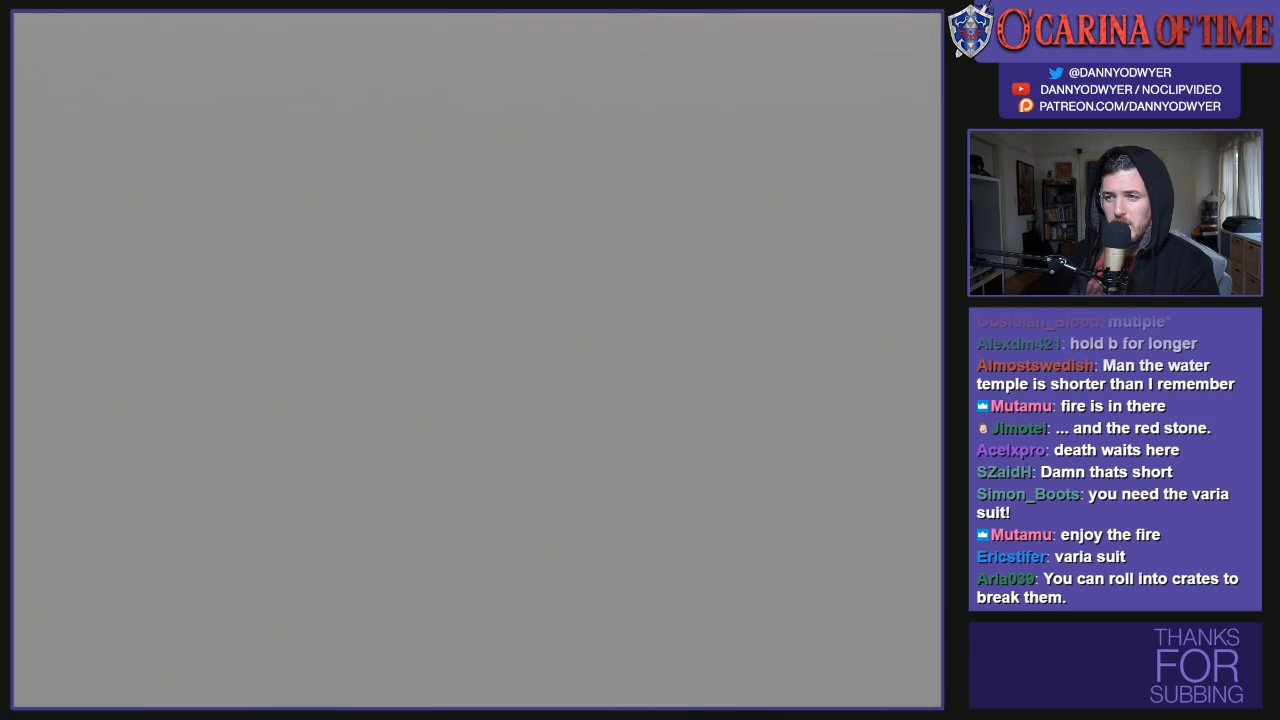 O'CARINA OF TIME
@DANNYODWYER
DANNYODWYER / NOCLIPVIDEO
PATREON.COM/DANNYODWYER
Obsidian_Blood: mutiple*
Alexdm421: hold b for longer
Almostswedish: Man the water
temple is shorter than I remember
Mutamu: fire is in there
Jimotei: ... and the red stone.
Acelxpro: death waits here
SZaidH: Damn thats short
Simon_Boots: you need the varia
suit!
Mutamu: enjoy the fire
Ericstifer: varia suit
Aria039: You can roll into crates to
break them.
THANKS
FOR
SUBBING